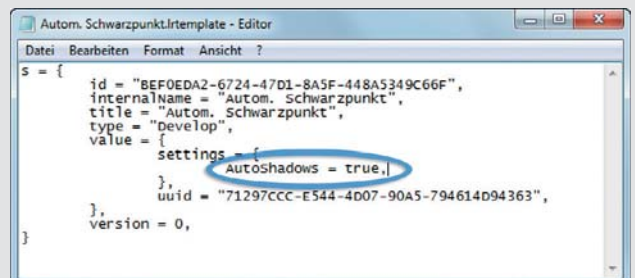 Autom. Schwarzpunkt.lrtemplate - Editor
Datei Bearbeiten Format Ansicht ?
s = {
id = "BEF0EDA2-6724-47D1-8A5F-448A5349C66F",
internalName = "Autom. Schwarzpunkt",
title = "Autom. Schwarzpunkt",
type = "Develop",
value = {
settings = {
AutoShadows = true,
},
uuid = "71297CCC-E544-4D07-90A5-794614D94363",
},
version = 0,
}